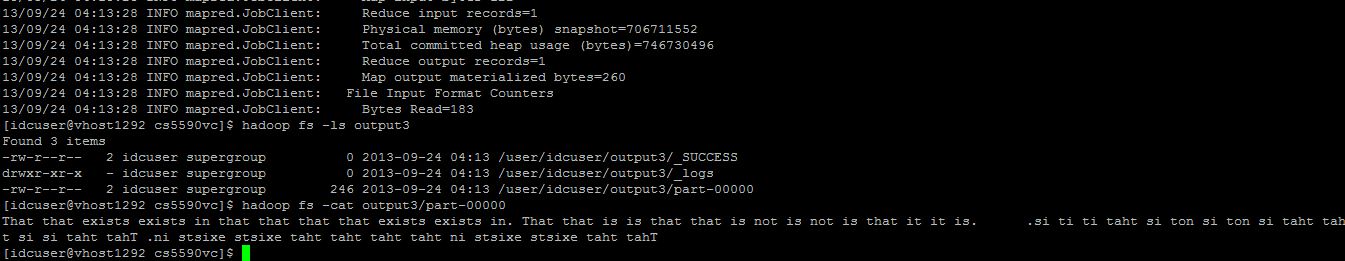 13/09/24 04:13:28 INFO mapred.JobClient:     Reduce input records=1
13/09/24 04:13:28 INFO mapred.JobClient:     Physical memory (bytes) snapshot=706711552
13/09/24 04:13:28 INFO mapred.JobClient:     Total committed heap usage (bytes)=746730496
13/09/24 04:13:28 INFO mapred.JobClient:     Reduce output records=1
13/09/24 04:13:28 INFO mapred.JobClient:     Map output materialized bytes=260
13/09/24 04:13:28 INFO mapred.JobClient:   File Input Format Counters
13/09/24 04:13:28 INFO mapred.JobClient:     Bytes Read=183
[idcuser@vhost1292 cs5590vc]$ hadoop fs -ls output3
Found 3 items
-rw-r--r--   2 idcuser supergroup          0 2013-09-24 04:13 /user/idcuser/output3/_SUCCESS
drwxr-xr-x   - idcuser supergroup          0 2013-09-24 04:13 /user/idcuser/output3/_logs
-rw-r--r--   2 idcuser supergroup        246 2013-09-24 04:13 /user/idcuser/output3/part-00000
[idcuser@vhost1292 cs5590vc]$ hadoop fs -cat output3/part-00000
That that exists exists in that that that that exists exists in. That that is is that that is not is not is that it it is.      .si ti ti taht si ton si ton si taht tah
t si si taht tahT .ni stsixe stsixe taht taht taht taht ni stsixe stsixe taht tahT
[idcuser@vhost1292 cs5590vc]$